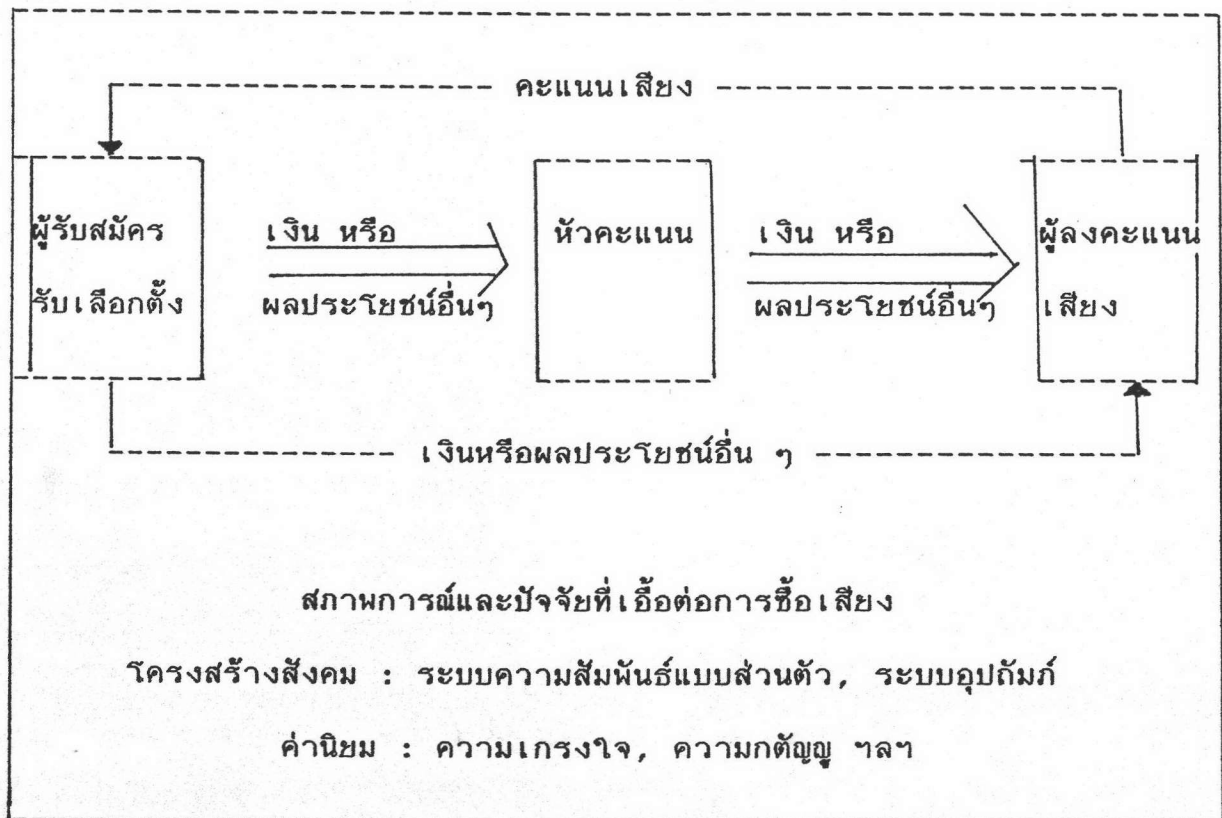 คะแนนเสียง
ผู้รับสมัคร
รับเลือกตั้ง
เงิน หรือ
ผลประโยชน์อื่นๆ
หัวคะแนน
เงิน หรือ
ผลประโยชน์อื่นๆ
ผู้ลงคะแนน
เสียง
เงินหรือผลประโยชน์อื่น ๆ
สภาพการณ์และปัจจัยที่เอื้อต่อการซื้อเสียง
โครงสร้างสังคม : ระบบความสัมพันธ์แบบส่วนตัว, ระบบอุปถัมภ์
ค่านิยม : ความเกรงใจ, ความกตัญญู ฯลฯ